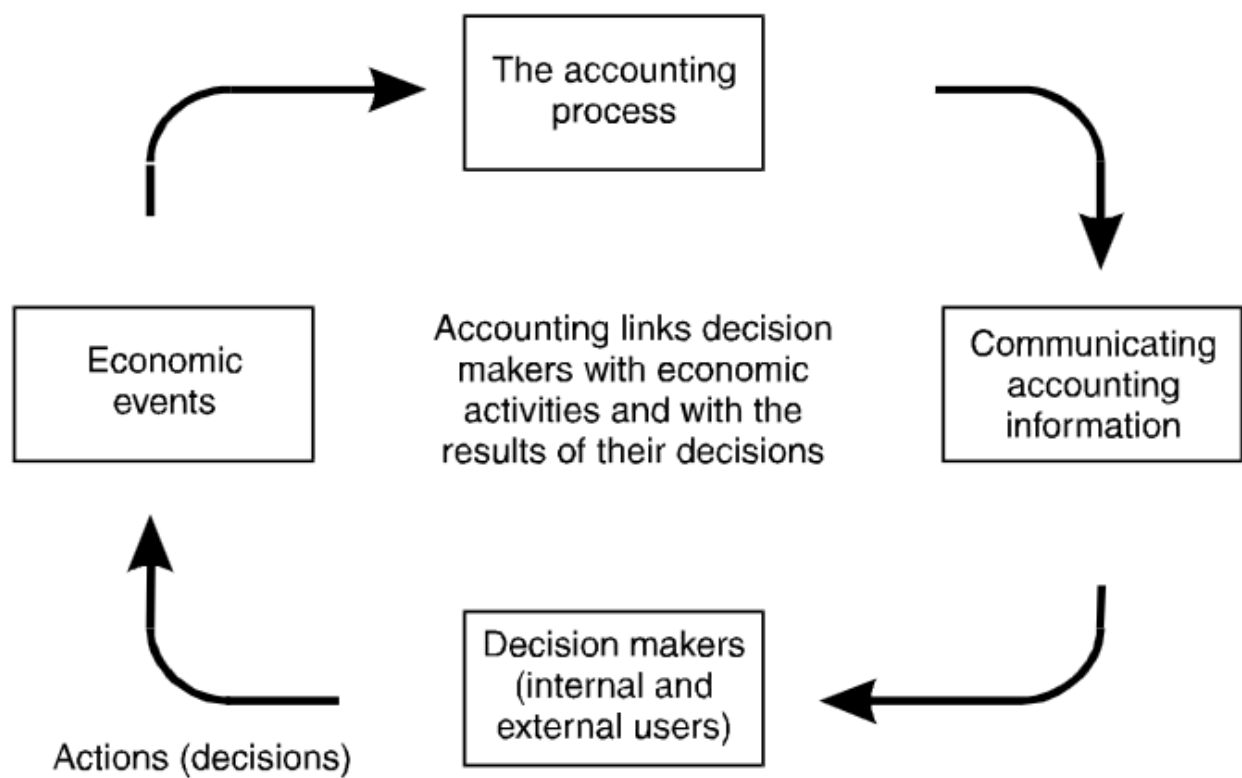 The accounting
process
Economic
events
Accounting links decision
makers with economic
activities and with the
results of their decisions
Communicating
accounting
information
Decision makers
(internal and
external users)
Actions (decisions)